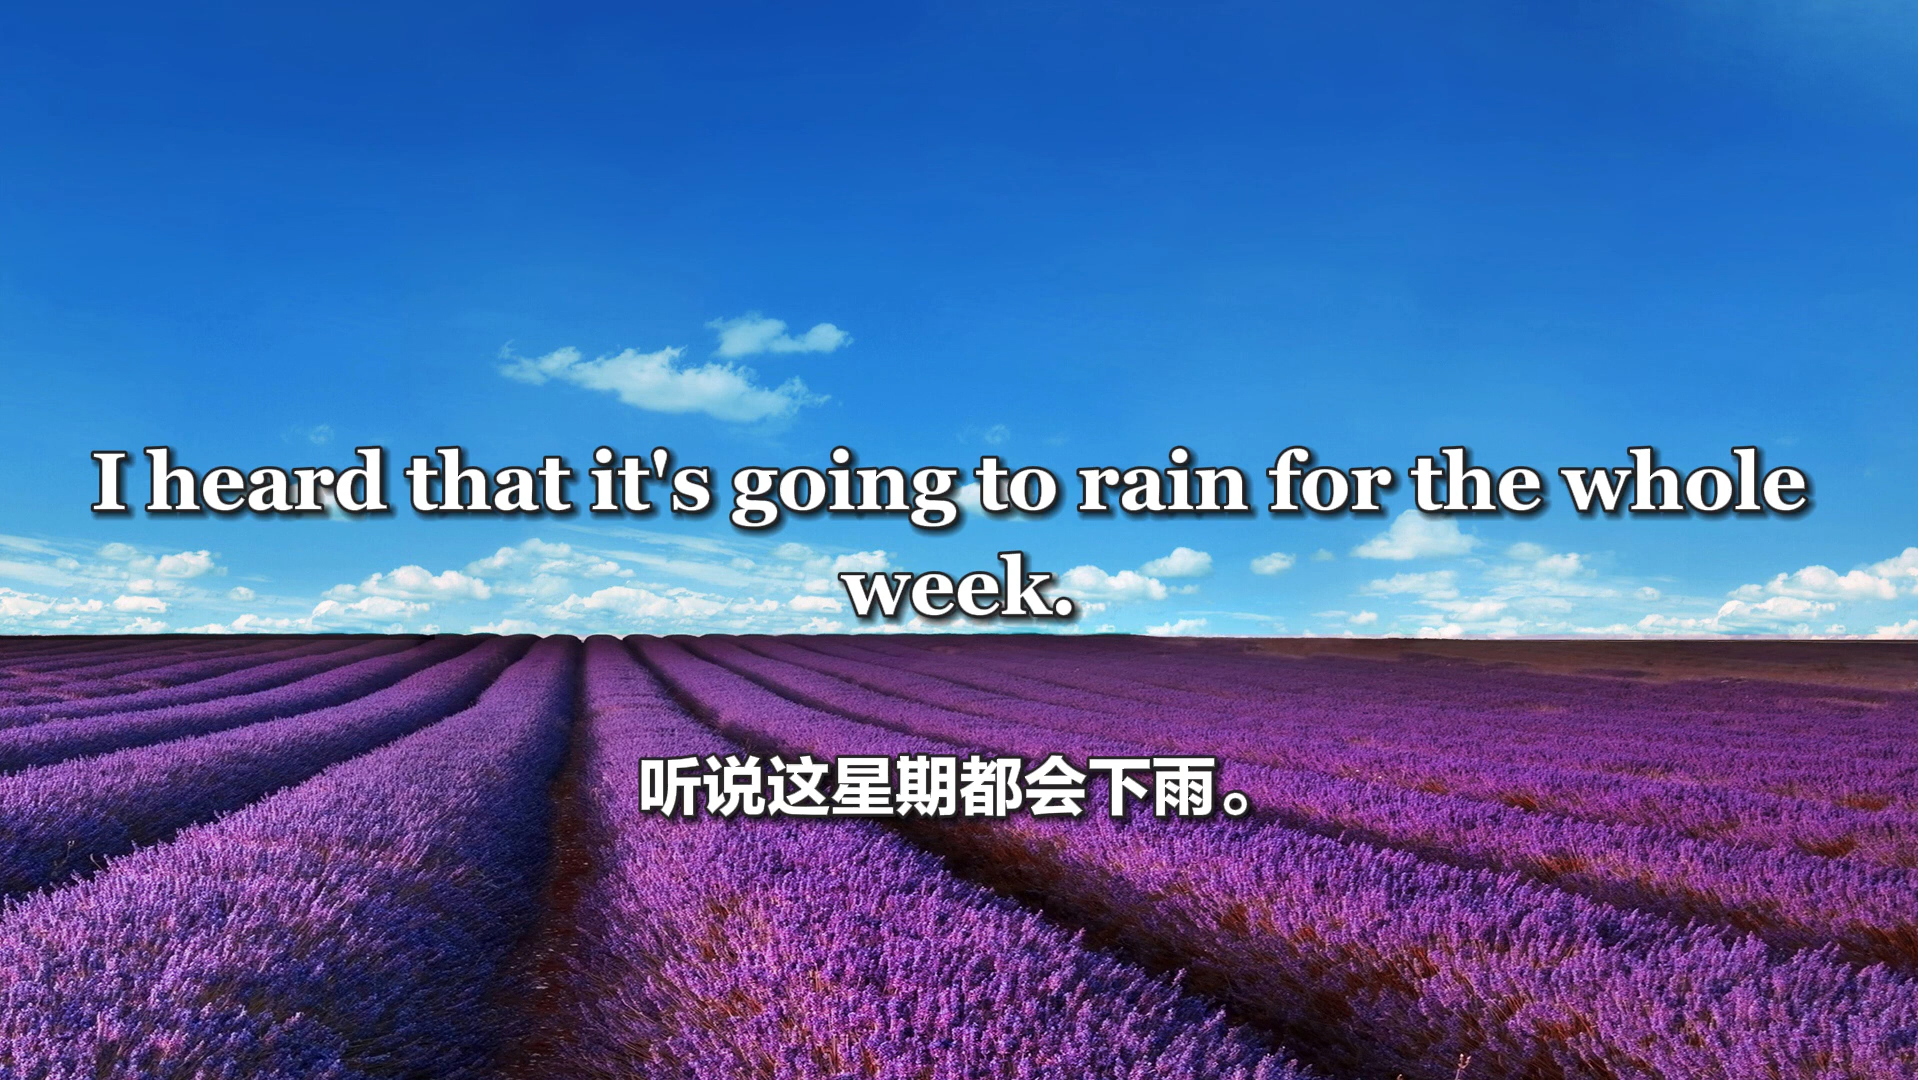 I heard that it's going to rain for the whole
week.
听说这星期都会下雨。